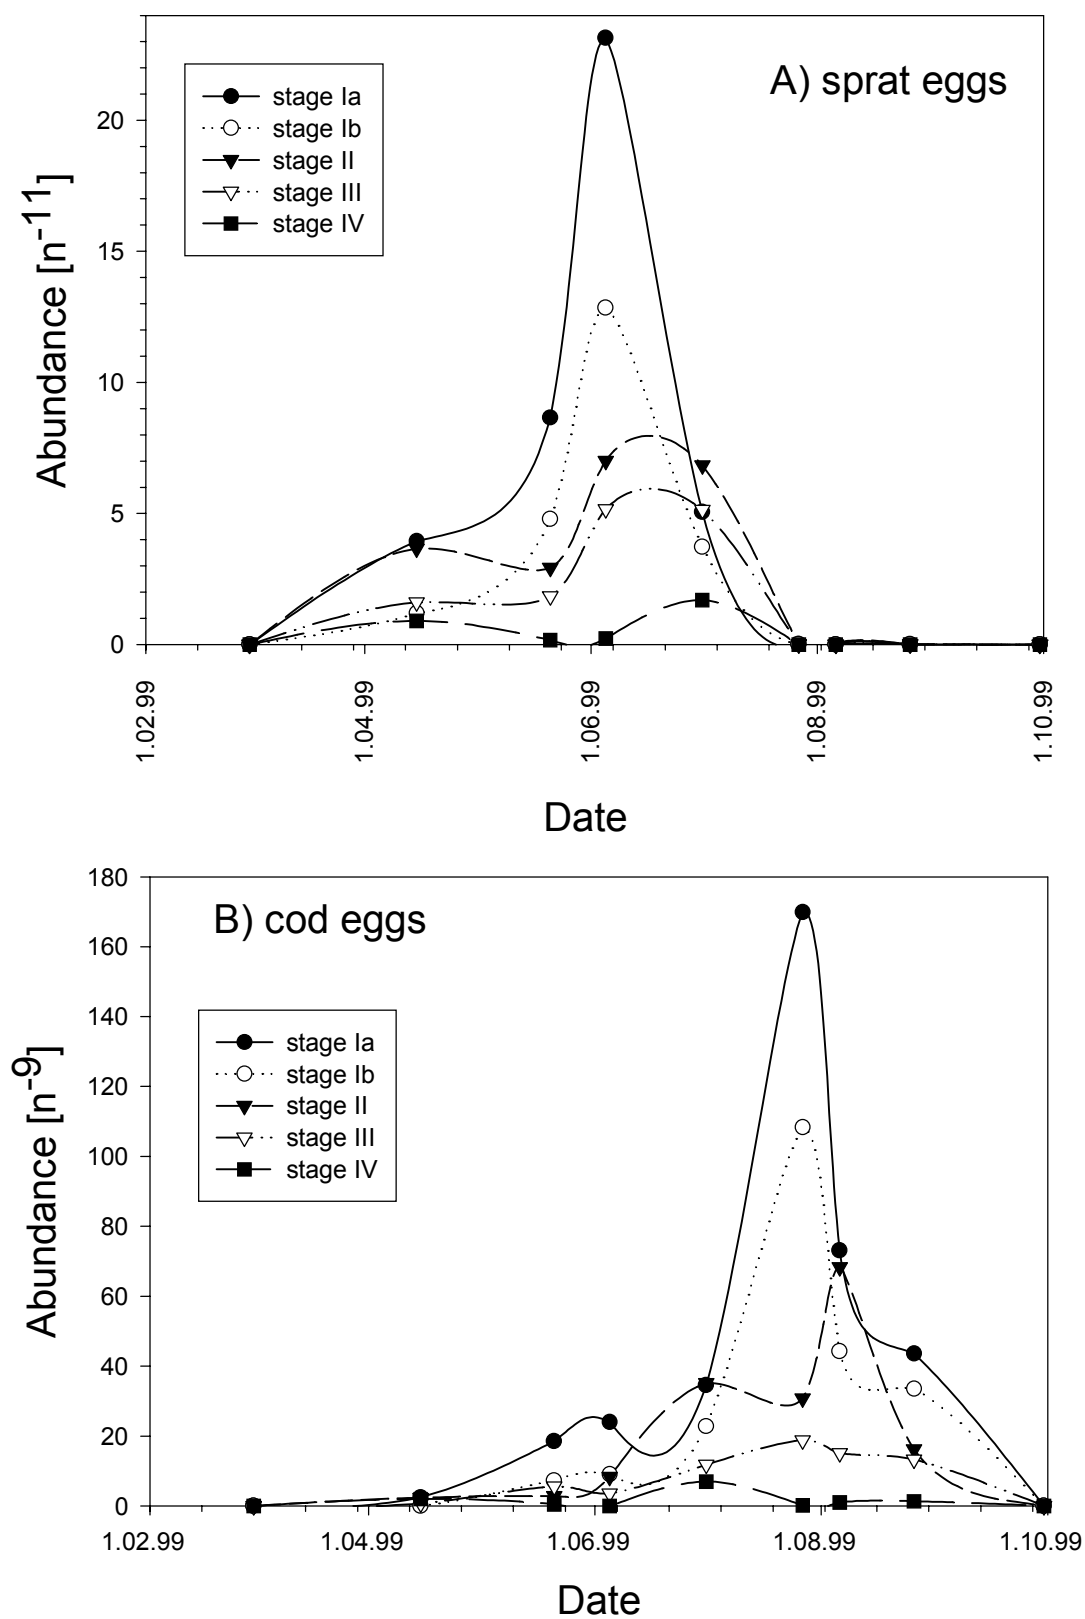 A) sprat eggs
stage Ia
stage Ib
stage II
stage III
stage IV
Abundance [n-11]
20
15
10
5
0
1.02.99
1.04.99
1.06.99
1.08.99
1.10.99
Date
B) cod eggs
stage Ia
stage Ib
stage II
stage III
stage IV
Abundance [n-9]
180
160
140
120
100
80
60
40
20
0
1.02.99 1.04.99 1.06.99 1.08.99 1.10.99
Date